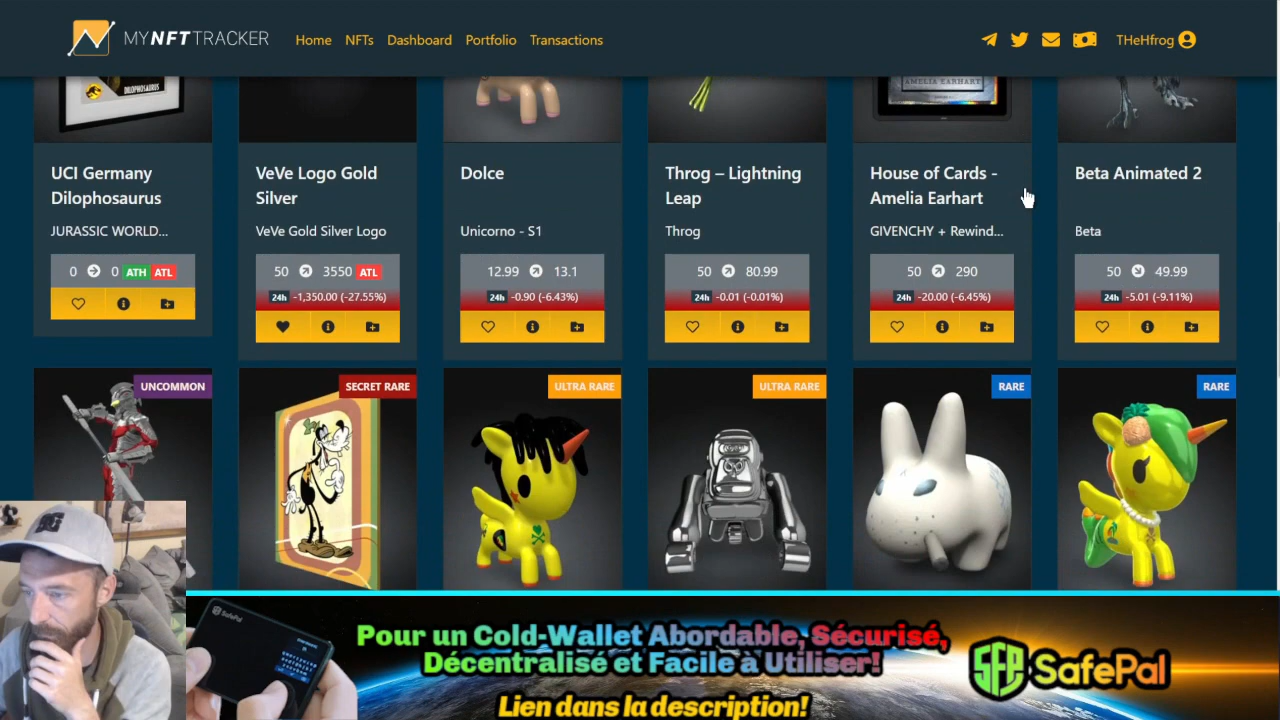 MYNFTTRACKER
Home NFTs Dashboard Portfolio Transactions
THeHfrog
DILOPHOSAURUS
AMELIA EARHART
UCI Germany
Dilophosaurus
JURASSIC WORLD...
0 0 ATH ATL
VeVe Logo Gold
Silver
VeVe Gold Silver Logo
50 3550 ATL
24h -1,350.00 (-27.55%)
Dolce
Unicorno - S1
12.99 13.1
24h -0.90 (-6.43%)
Throg – Lightning
Leap
Throg
50 80.99
24h -0.01 (-0.01%)
House of Cards -
Amelia Earhart
GIVENCHY + Rewind...
50 290
24h -20.00 (-6.45%)
Beta Animated 2
Beta
50 49.99
24h -5.01 (-9.11%)
UNCOMMON
SECRET RARE
ULTRA RARE
ULTRA RARE
RARE
RARE
SafePal
Pour un Cold-Wallet Abordable, Sécurisé,
Décentralisé et Facile à Utiliser!
Lien dans la description!
SFP SafePal